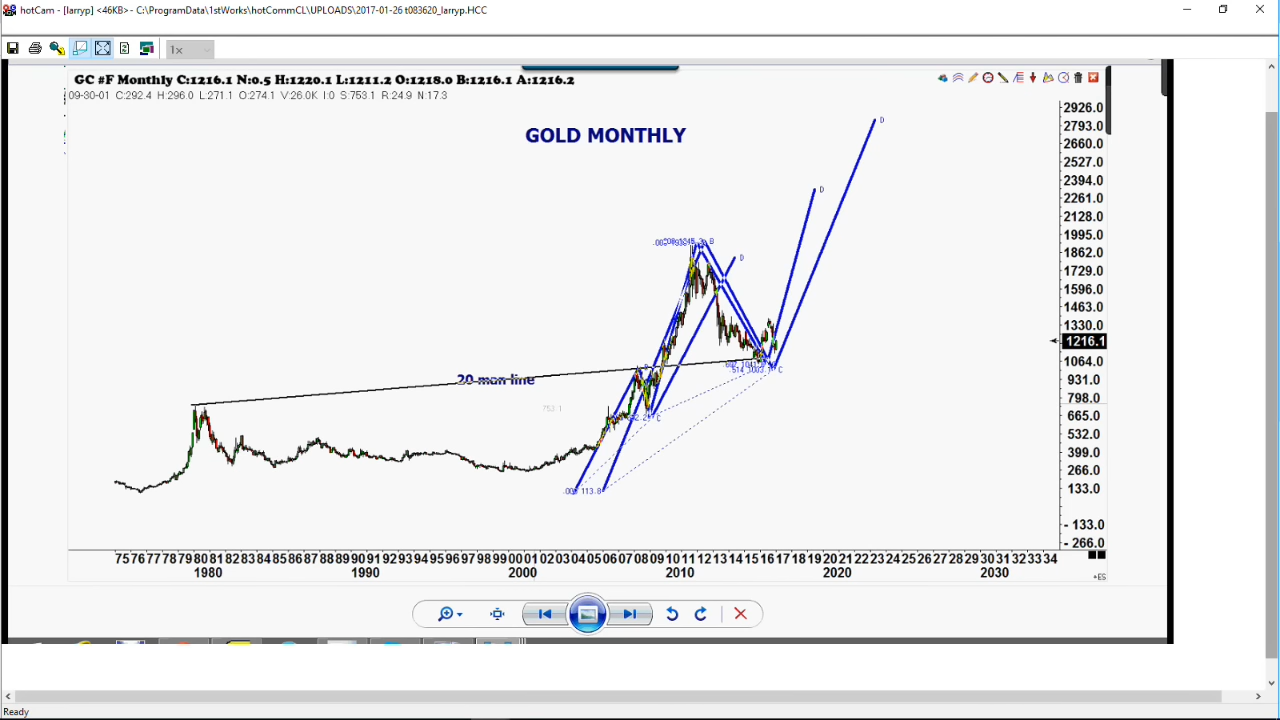 hotCam - [larryp] <46KB> - C:\ProgramData\1stWorks\hotCommCL\UPLOADS\2017-01-26 t083620_larryp.HCC
1x
GC #F Monthly C:1216.1 N:0.5 H:1220.1 L:1211.2 O:1218.0 B:1216.1 A:1216.2
09-30-01 C:292.4 H:296.0 L:271.1 O:274.1 V:26.0K I:0 S:753.1 R:24.9 N:17.3
GOLD MONTHLY
2926.0
2793.0
2660.0
2527.0
2394.0
2261.0
2128.0
1995.0
1862.0
1729.0
1596.0
1463.0
1330.0
1216.1
1064.0
931.0
798.0
665.0
532.0
399.0
266.0
133.0
-133.0
-266.0
D
D
B
D
C
20 man line
753.1
C
113.8
75 76 77 78 79 80 81 82 83 84 85 86 87 88 89 90 91 92 93 94 95 96 97 98 99 00 01 02 03 04 05 06 07 08 09 10 11 12 13 14 15 16 17 18 19 20 21 22 23 24 25 26 27 28 29 30 31 32 33 34
1980 1990 2000 2010 2020 2030
+ES
Ready